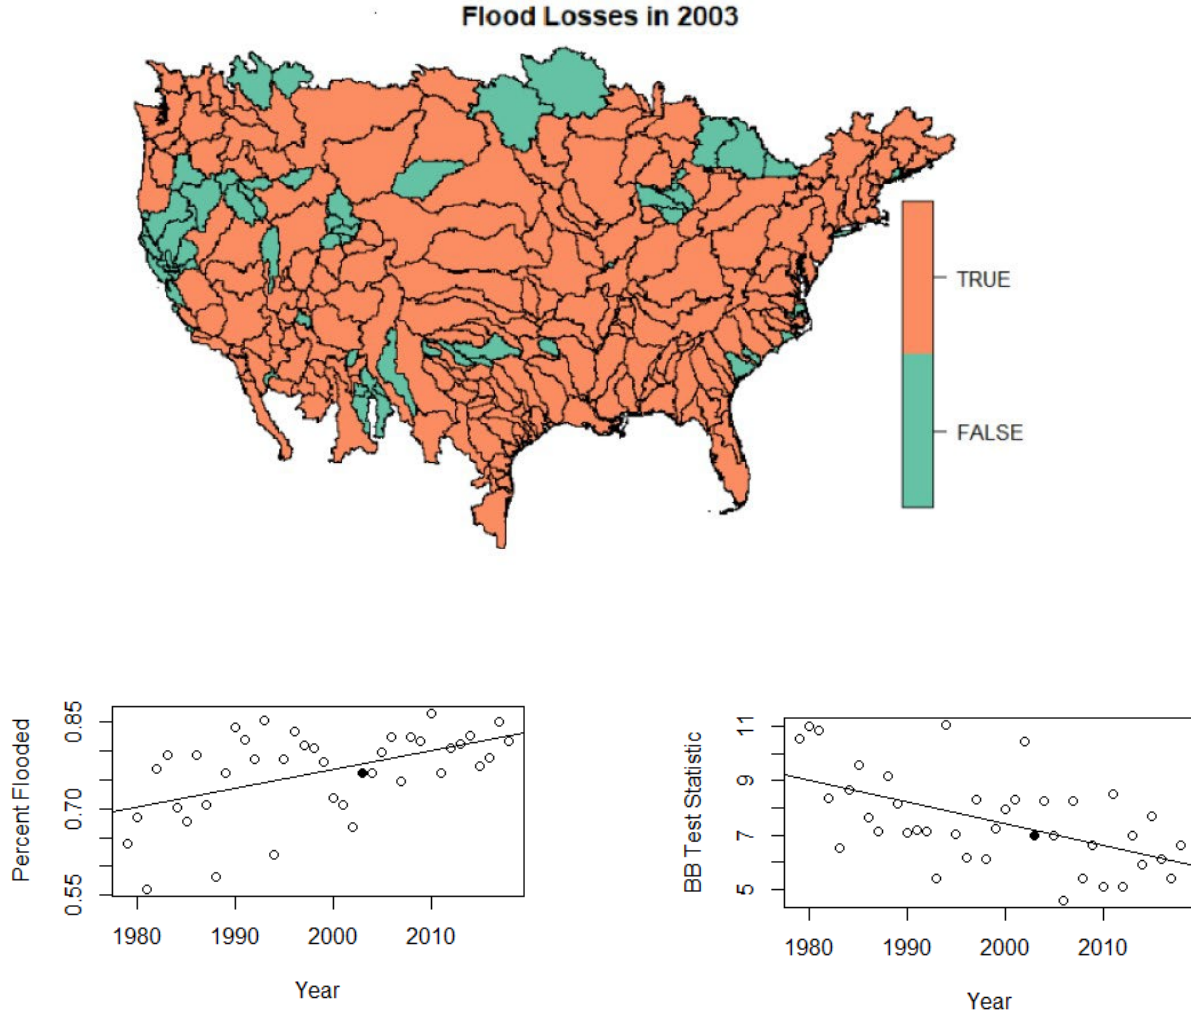 Flood Losses in 2003
TRUE
FALSE
Percent Flooded
0.85
0.70
0.55
1980 1990 2000 2010
Year
BB Test Statistic
11
9
7
5
1980 1990 2000 2010
Year